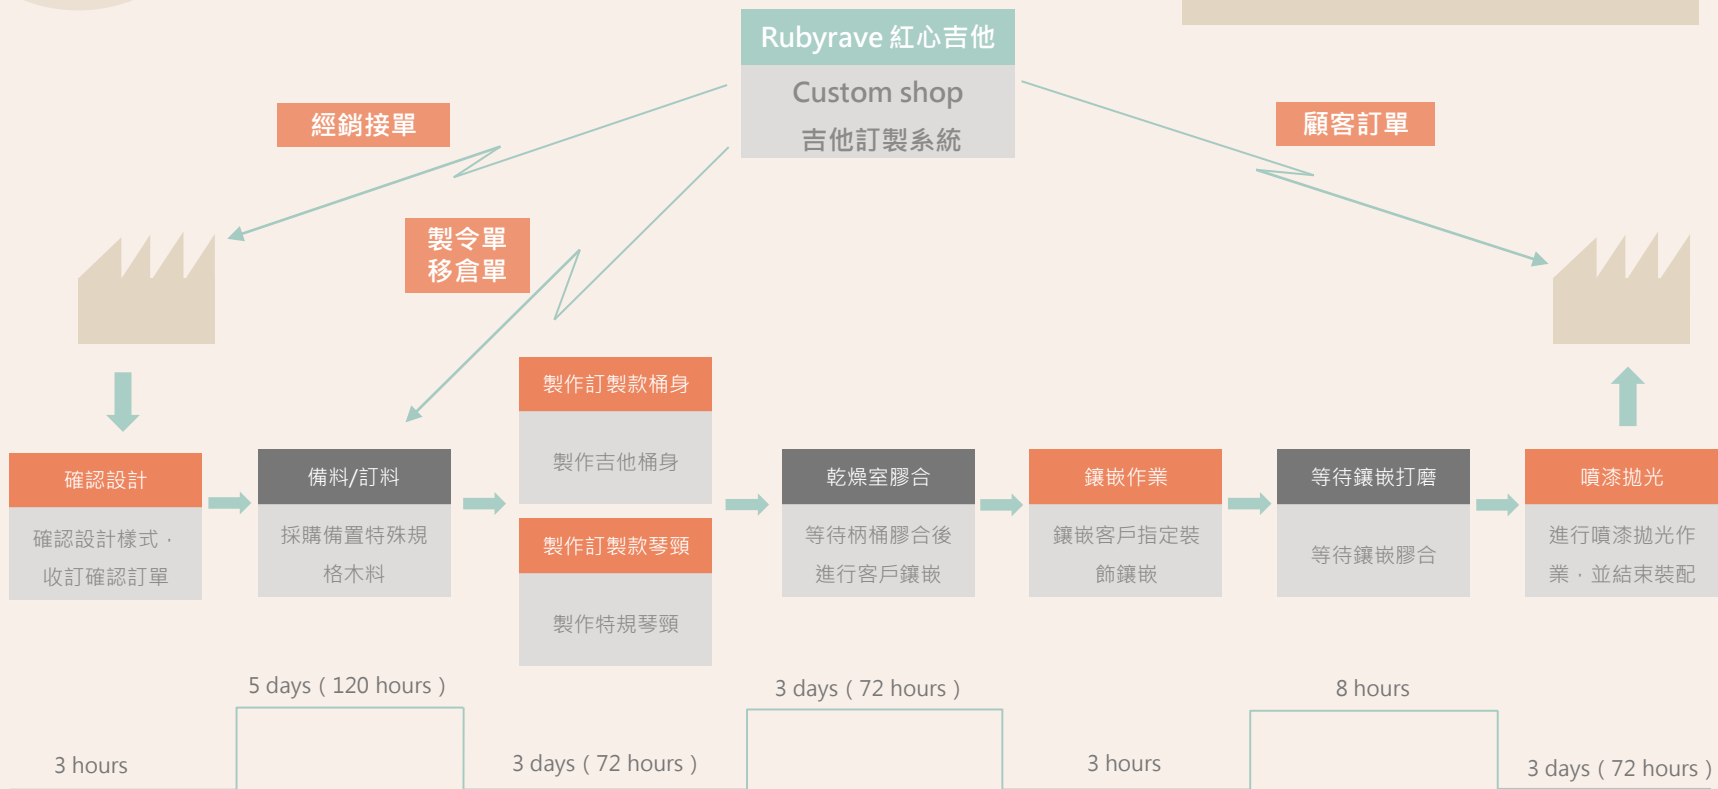 Rubyrave 紅心吉他
Custom shop
吉他訂製系統
經銷接單
顧客訂單
製令單
移倉單
確認設計
確認設計樣式，
收訂確認訂單
備料/訂料
採購備置特殊規
格木料
製作訂製款桶身
製作吉他桶身
製作訂製款琴頸
製作特規琴頸
乾燥室膠合
等待柄桶膠合後
進行客戶鑲嵌
鑲嵌作業
鑲嵌客戶指定裝
飾鑲嵌
等待鑲嵌打磨
等待鑲嵌膠合
噴漆拋光
進行噴漆拋光作
業，並結束裝配
3 hours
5 days ( 120 hours )
3 days ( 72 hours )
3 days ( 72 hours )
3 hours
8 hours
3 days ( 72 hours )